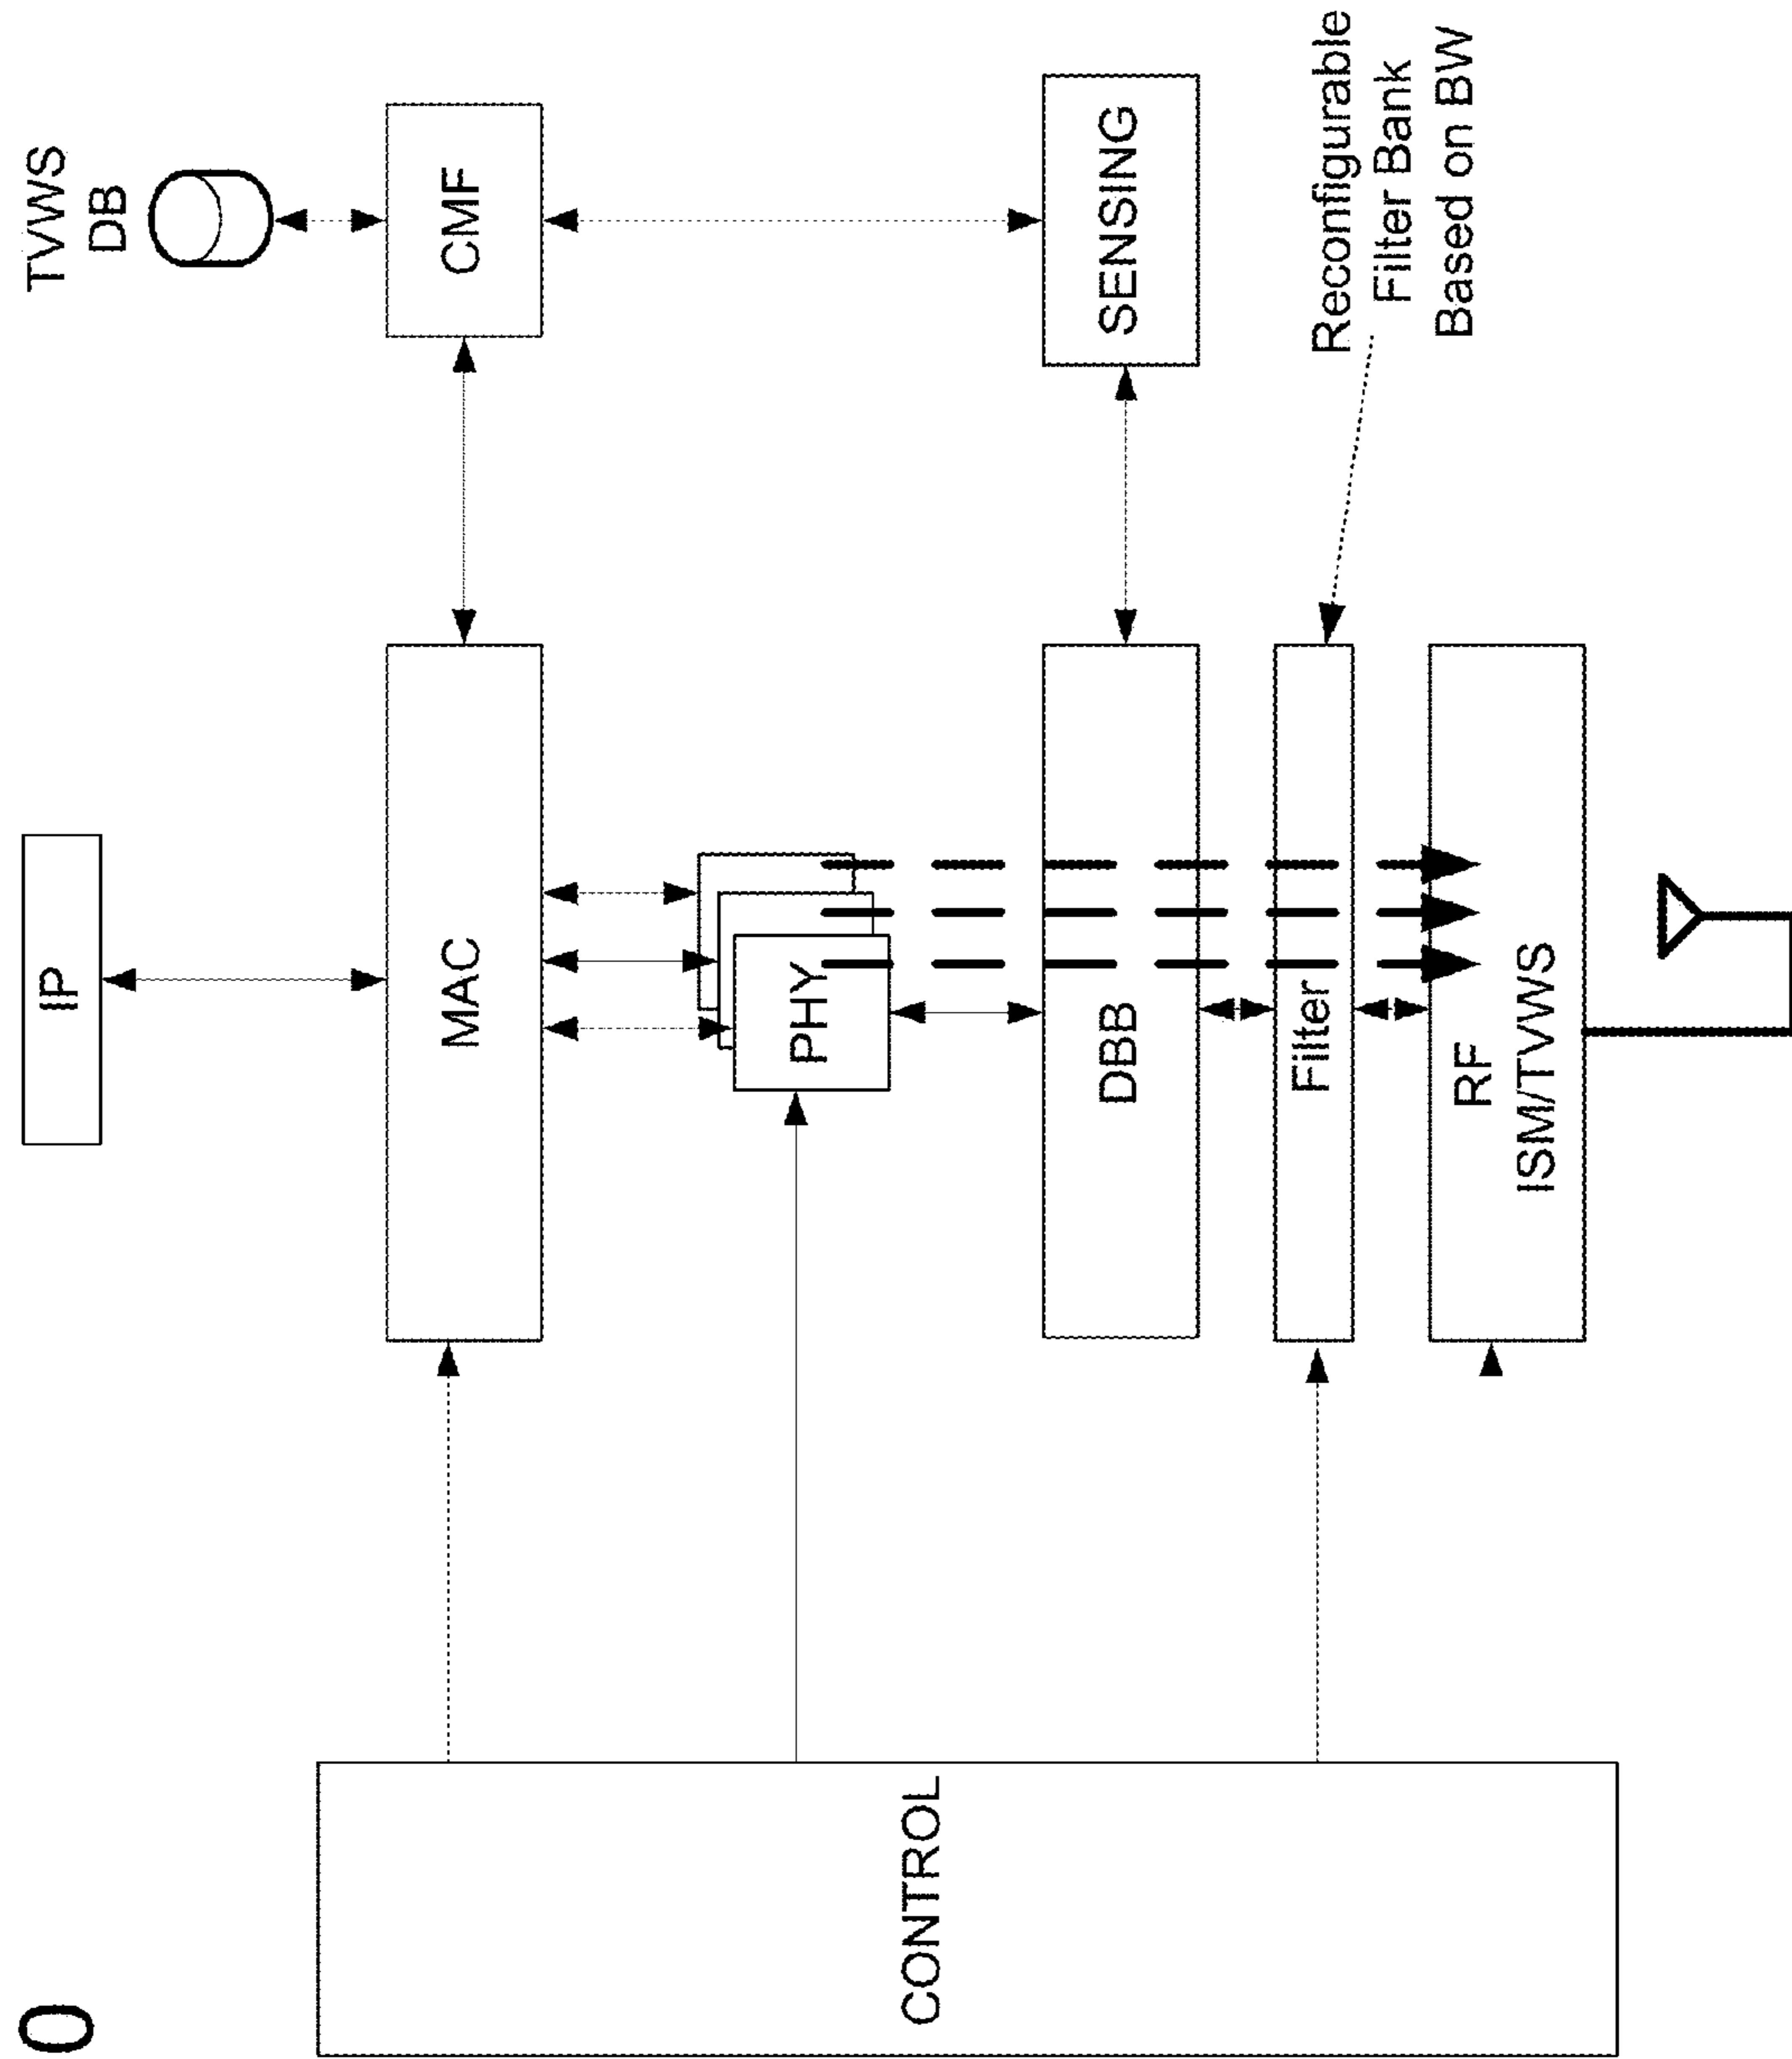 0
IP
TVWS
DB
MAC
CMF
CONTROL
PHY
DBB
SENSING
Filter
Reconfigurable
Filter Bank
Based on BW
RF
ISM/TVWS